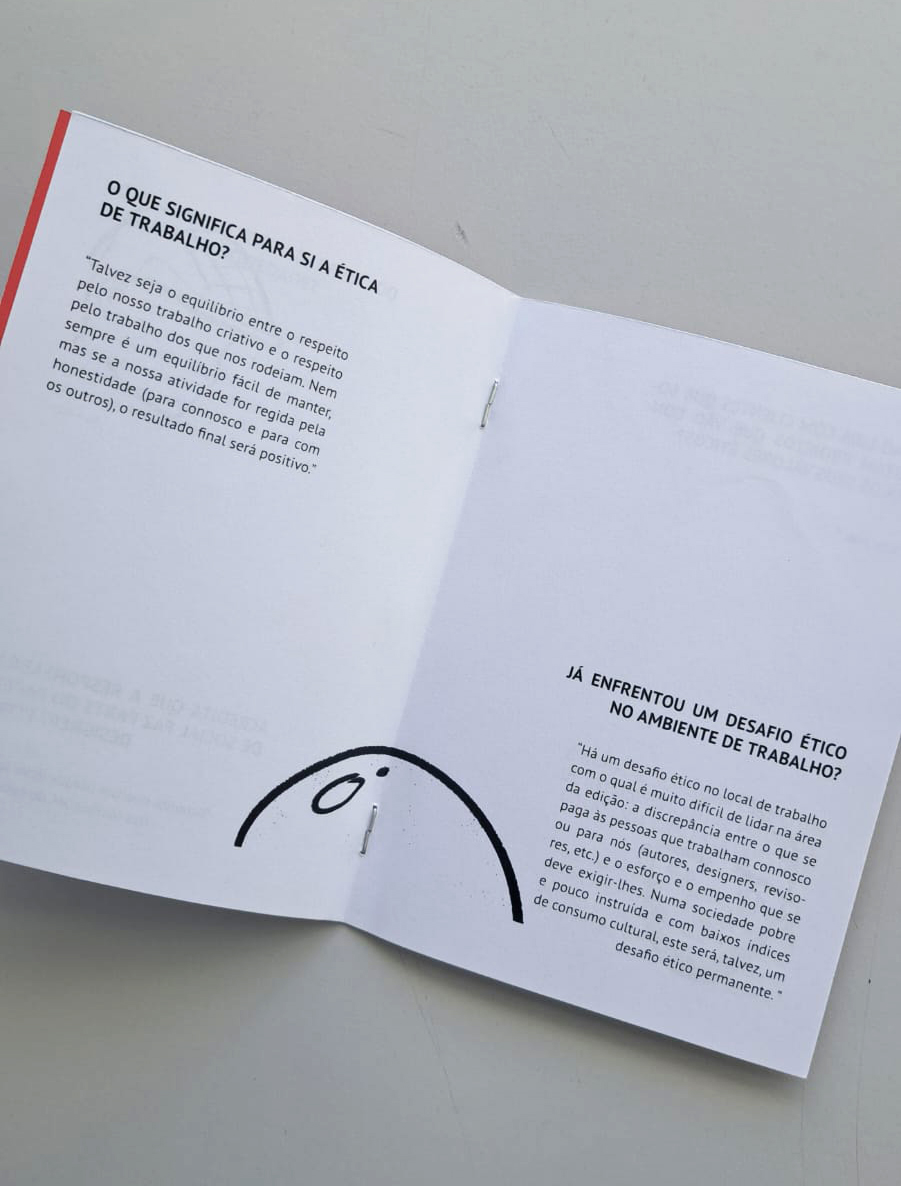 O QUE SIGNIFICA PARA SI A ÉTICA
DE TRABALHO?
“Talvez seja o equilíbrio entre o respeito
pelo nosso trabalho criativo e o respeito
pelo trabalho dos que nos rodeiam. Nem
sempre é um equilíbrio fácil de manter,
mas se a nossa atividade for regida pela
honestidade (para connosco e para com
os outros), o resultado final será positivo.”
JÁ ENFRENTOU UM DESAFIO ÉTICO
NO AMBIENTE DE TRABALHO?
“Há um desafio ético no local de trabalho
com o qual é muito difícil de lidar na área
da edição: a discrepância entre o que se
paga às pessoas que trabalham connosco
ou para nós (autores, designers, reviso-
res, etc.) e o esforço e o empenho que se
deve exigir-lhes. Numa sociedade pobre
e pouco instruída e com baixos índices
de consumo cultural, este será, talvez, um
desafio ético permanente. ”